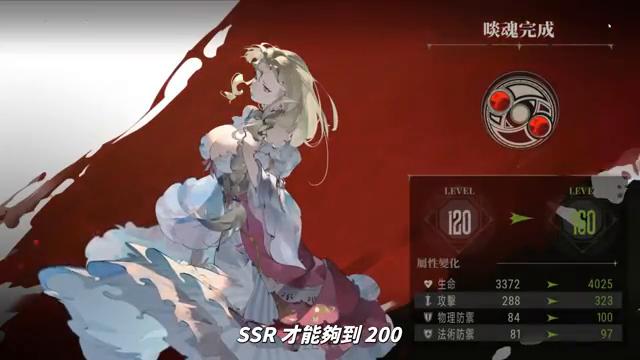 啖魂完成
LEVEL
LEVEL
120
160
屬性變化
生命 3372 4025
攻擊 288 323
物理防禦 84 100
法術防禦 81 97
SSR 才能夠到 200